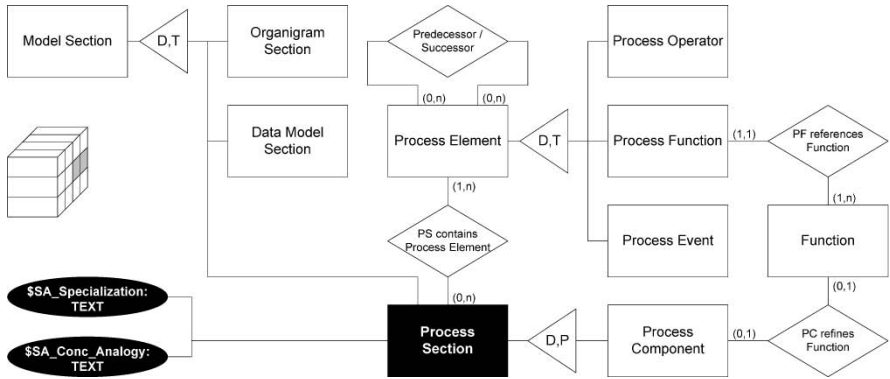 Model Section
D,T
Organigram
Section
Predecessor /
Successor
Process Operator
(0,n)
(0,n)
Data Model
Section
Process Element
D,T
Process Function
(1,1)
PF references
Function
(1,n)
(1,n)
PS contains
Process Element
Process Event
Function
$SA_Specialization:
TEXT
(0,n)
(0,1)
Process
Section
D,P
Process
Component
(0,1)
PC refines
Function
$SA_Conc_Analogy:
TEXT